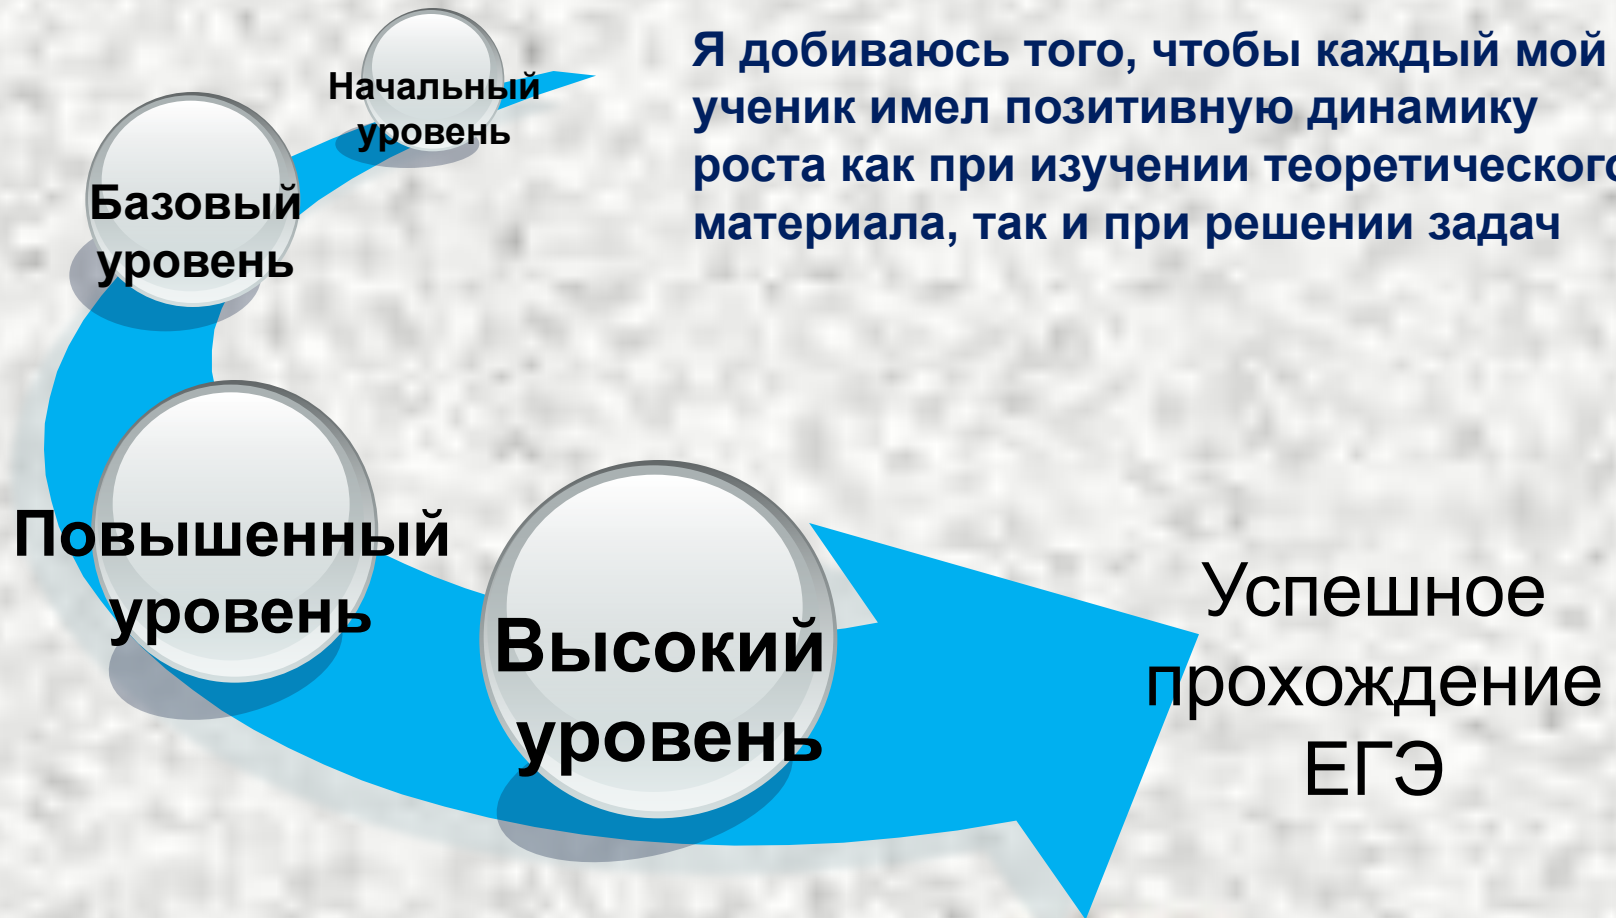 Я добиваюсь того, чтобы каждый мой
ученик имел позитивную динамику
роста как при изучении теоретического
материала, так и при решении задач
Начальный
уровень
Базовый
уровень
Повышенный
уровень
Высокий
уровень
Успешное
прохождение
ЕГЭ